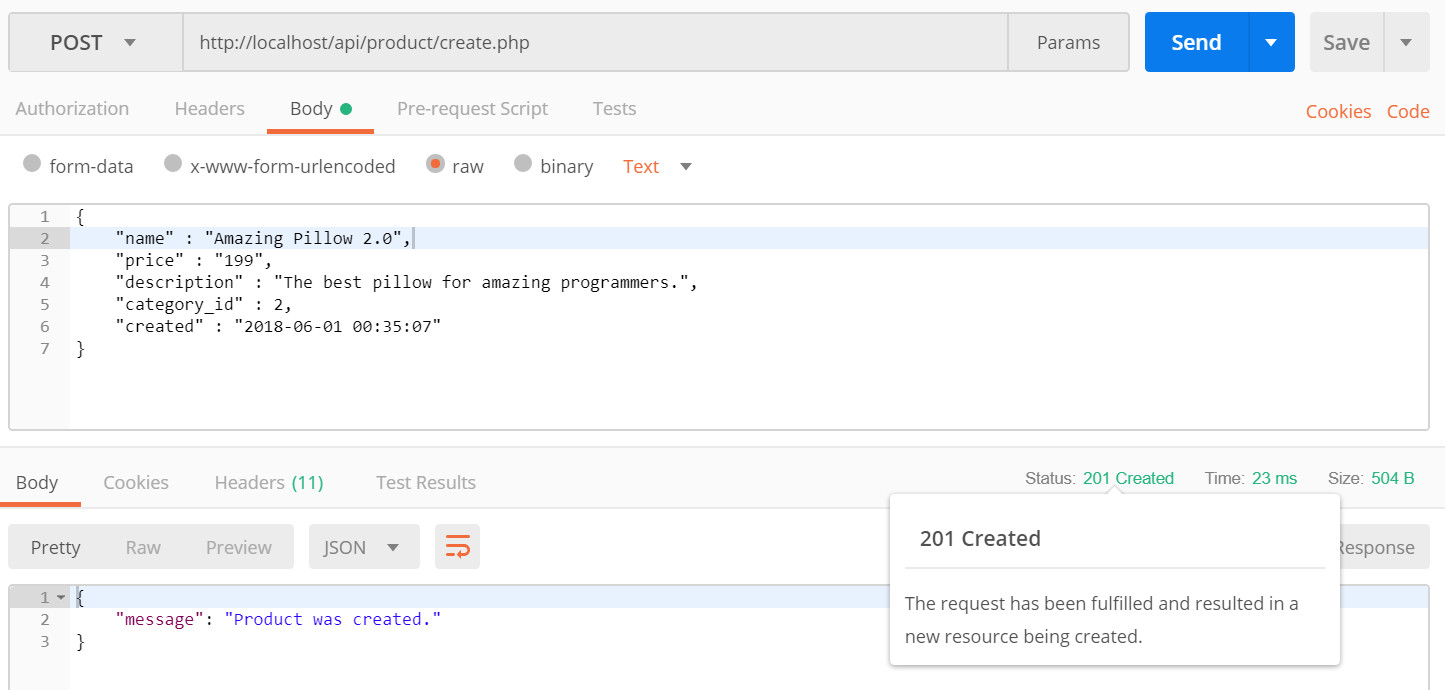 POST http://localhost/api/product/create.php Params Send Save
Authorization Headers Body Pre-request Script Tests Cookies Code
form-data x-www-form-urlencoded raw binary Text
1 {
2 "name" : "Amazing Pillow 2.0",
3 "price" : "199",
4 "description" : "The best pillow for amazing programmers.",
5 "category_id" : 2,
6 "created" : "2018-06-01 00:35:07"
7 }
Body Cookies Headers (11) Test Results Status: 201 Created Time: 23 ms Size: 504 B
Pretty Raw Preview JSON Response
201 Created
The request has been fulfilled and resulted in a
new resource being created.
1 {
2 "message": "Product was created."
3 }